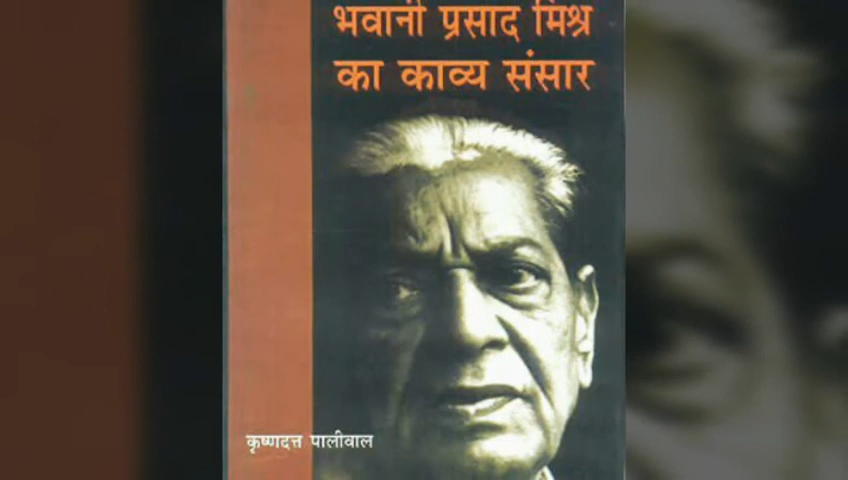 भवानी प्रसाद मिश्र
का काव्य संसार
कृष्णदत्त पालीवाल